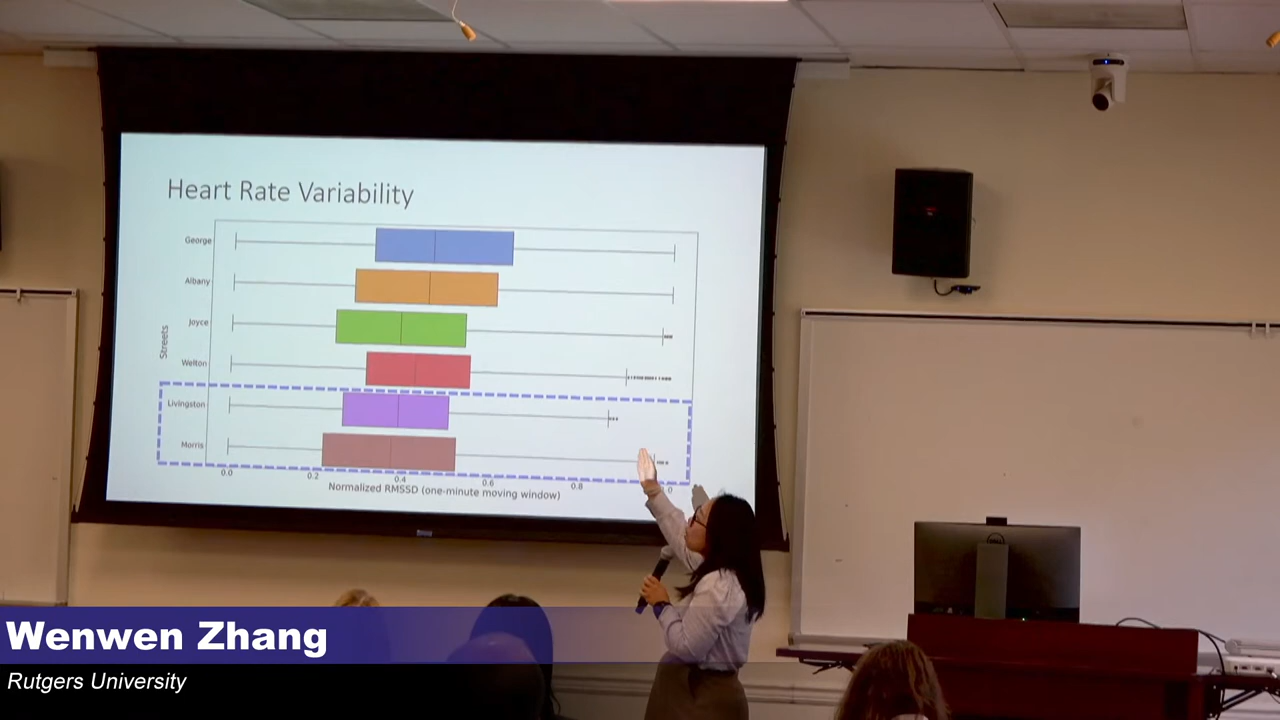 Heart Rate Variability
George
Albany
Joyce
Welton
Livingston
Morris
Streets
0.0
0.2
0.4
0.6
0.8
Normalized RMSSD (one-minute moving window)
DELL
Wenwen Zhang
Rutgers University